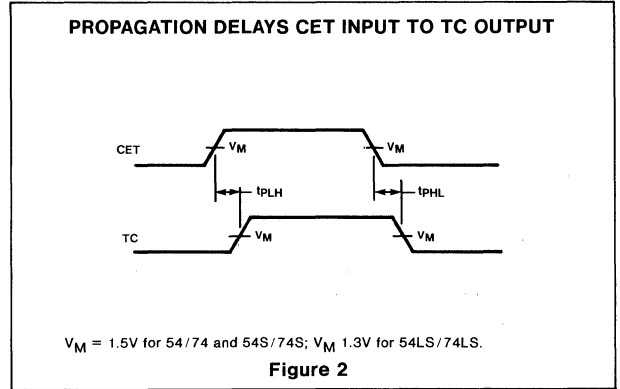 PROPAGATION DELAYS CET INPUT TO TC OUTPUT
CET
VM
VM
tPLH
tPHL
TC
VM
VM
VM = 1.5V for 54/74 and 54S/74S; VM 1.3V for 54LS/74LS.
Figure 2